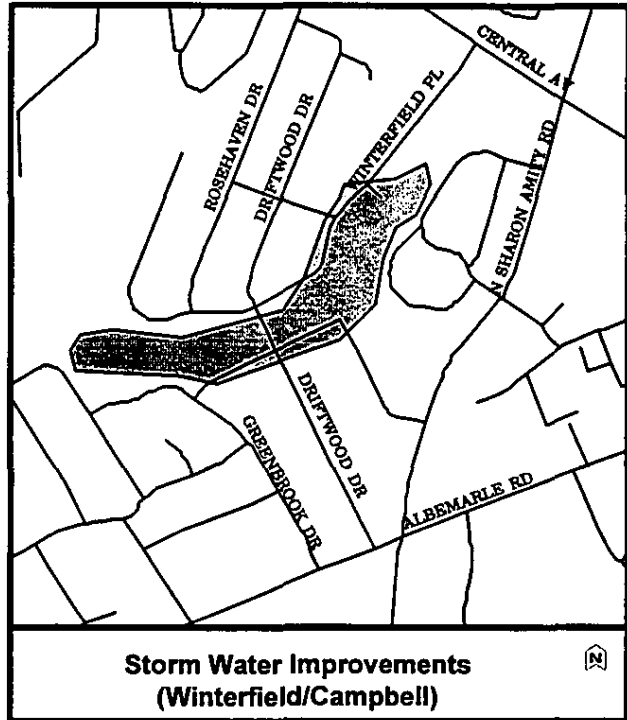 CENTRAL AV
ROSEHAVEN DR
DRIFTWOOD DR
WINTERFIELD PL
N SHARON AMITY RD
DRIFTWOOD DR
GREENBROOK DR
ALBEMARLE RD
Storm Water Improvements
(Winterfield/Campbell)
N